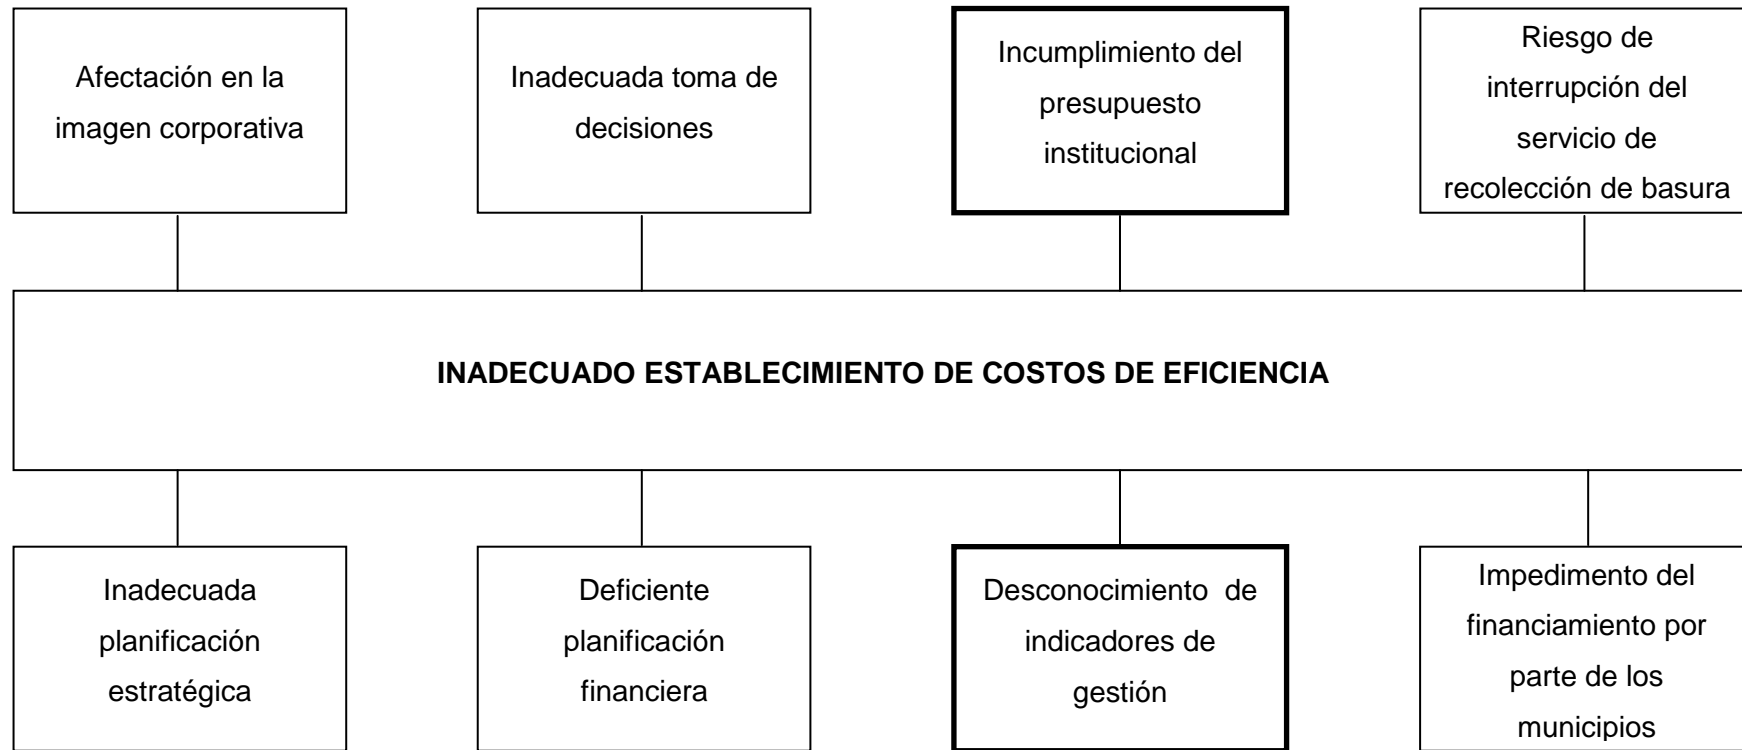 Afectación en la
imagen corporativa
Inadecuada toma de
decisiones
Incumplimiento del
presupuesto
institucional
Riesgo de
interrupción del
servicio de
recolección de basura
INADECUADO ESTABLECIMIENTO DE COSTOS DE EFICIENCIA
Inadecuada
planificación
estratégica
Deficiente
planificación
financiera
Desconocimiento  de
indicadores de
gestión
Impedimento del
financiamiento por
parte de los
municipios